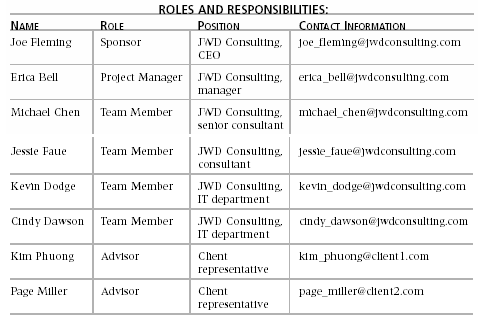 ROLES AND RESPONSIBILITIES:
NAME ROLE POSITION CONTACT INFORMATION
Joe Fleming Sponsor JWD Consulting, joe_fleming@jwdconsulting.com
CEO
Erica Bell Project Manager JWD Consulting, erica_bell@jwdconsulting.com
manager
Michael Chen Team Member JWD Consulting, michael_chen@jwdconsulting.com
senior consultant
Jessie Faue Team Member JWD Consulting, jessie_faue@jwdconsulting.com
consultant
Kevin Dodge Team Member JWD Consulting, kevin_dodge@jwdconsulting.com
IT department
Cindy Dawson Team Member JWD Consulting, cindy_dawson@jwdconsulting.com
IT department
Kim Phuong Advisor Client kim_phuong@client1.com
representative
Page Miller Advisor Client page_miller@client2.com
representative